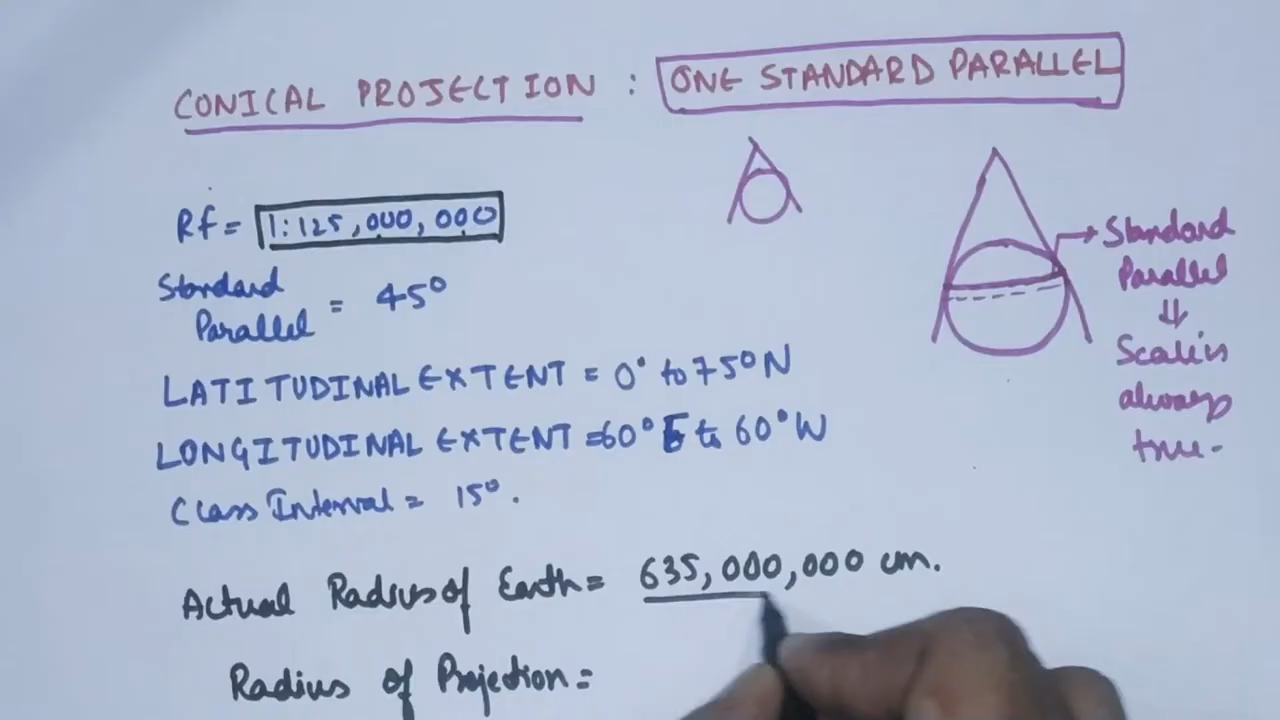 CONICAL PROJECTION : ONE STANDARD PARALLEL
Rf = 1:125,000,000
Standard
Parallel = 45°
LATITUDINAL EXTENT = 0° to 75°N
LONGITUDINAL EXTENT = 60° E to 60° W
Class Interval = 15°.
Actual Radius of Earth = 635,000,000 cm.
Radius of Projection =
Standard
Parallel
⇓
Scale is
always
true.